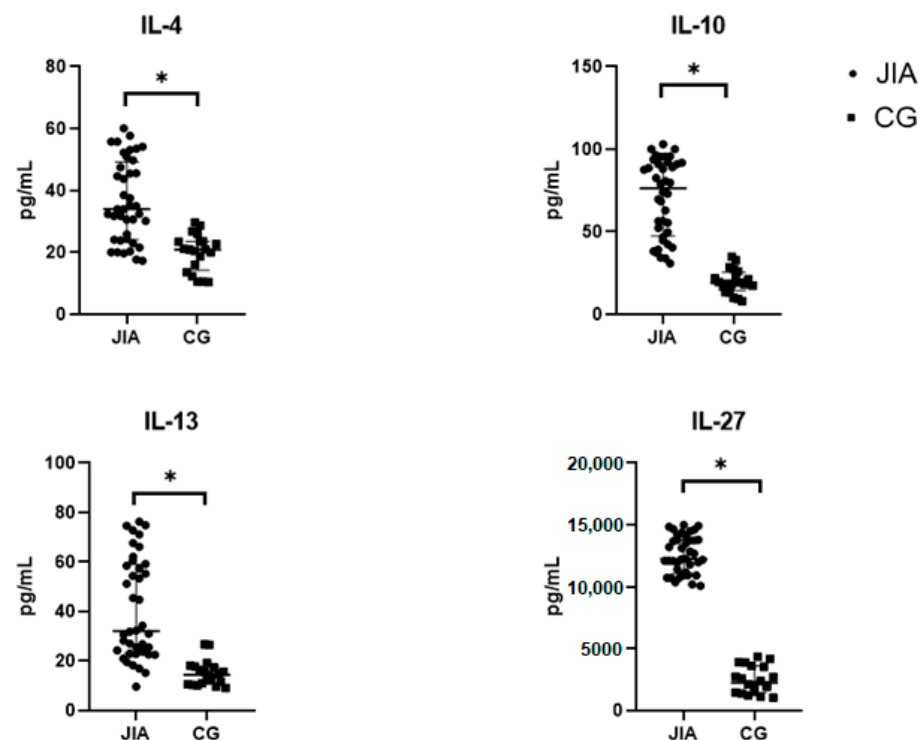 IL-4
80
*
60
40
20
0
pg/mL
JIA CG
IL-10
150
*
100
50
0
pg/mL
JIA CG
JIA
CG
IL-13
100
*
80
60
40
20
0
pg/mL
JIA CG
IL-27
20,000
*
15,000
10,000
5000
0
pg/mL
JIA CG